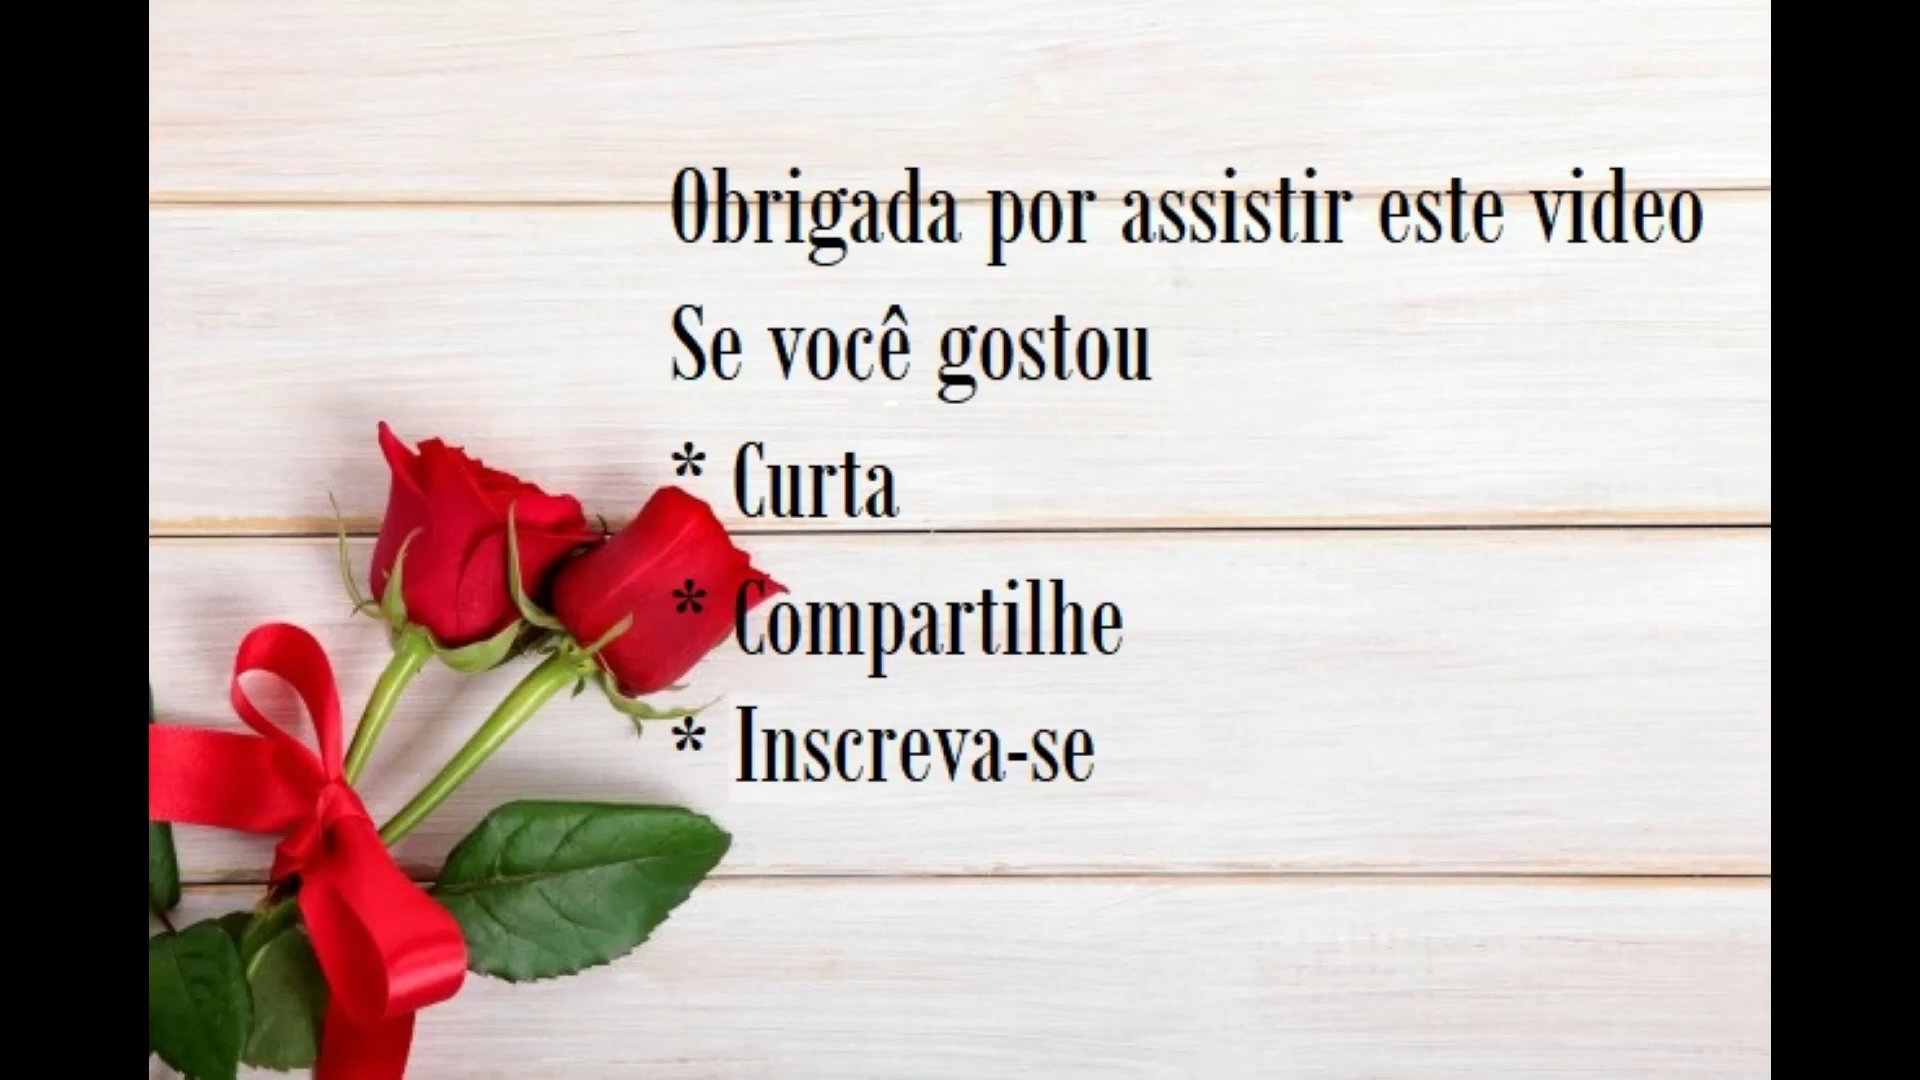 Obrigada por assistir este video
Se você gostou
* Curta
* Compartilhe
* Inscreva-se